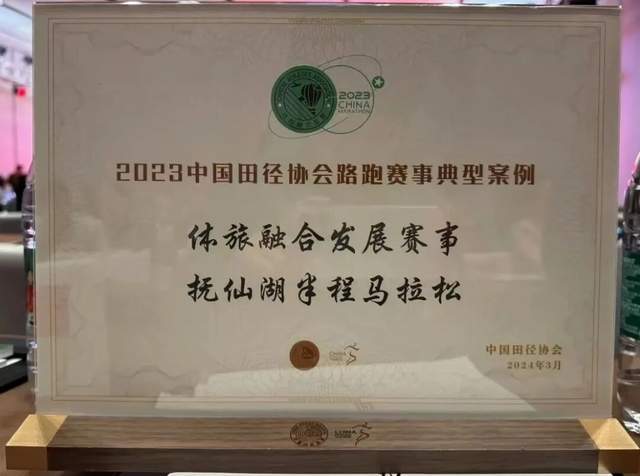 2023
CHINA
MARATHON
2023中国田径协会路跑赛事典型案例
体旅融合发展赛事
抚仙湖半程马拉松
中国田径协会
2024年3月